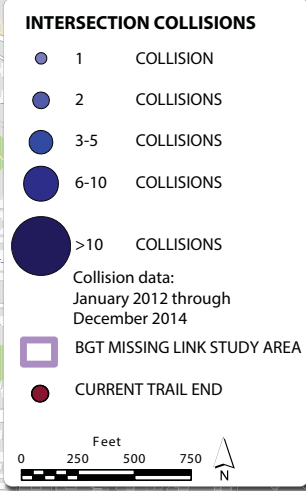 INTERSECTION COLLISIONS
1 COLLISION
2 COLLISIONS
3-5 COLLISIONS
6-10 COLLISIONS
>10 COLLISIONS
Collision data:
January 2012 through
December 2014
BGT MISSING LINK STUDY AREA
CURRENT TRAIL END
Feet
0 250 500 750
N